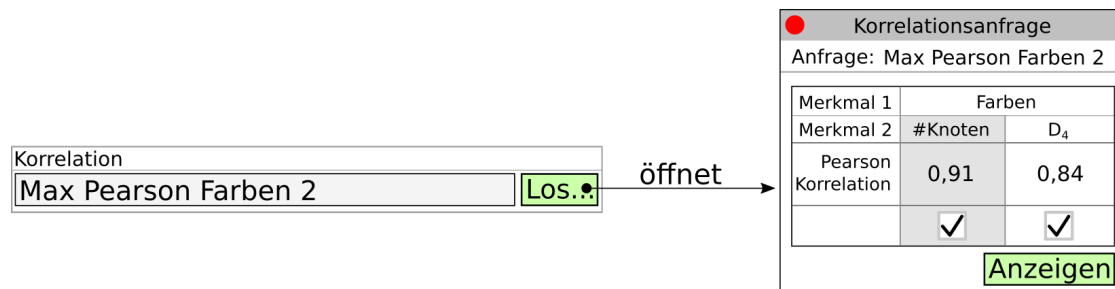 Korrelation
Max Pearson Farben 2 Los...
öffnet
Korrelationsanfrage
Anfrage: Max Pearson Farben 2
Merkmal 1 Farben
Merkmal 2 #Knoten D₄
Pearson
Korrelation 0,91 0,84
Anzeigen